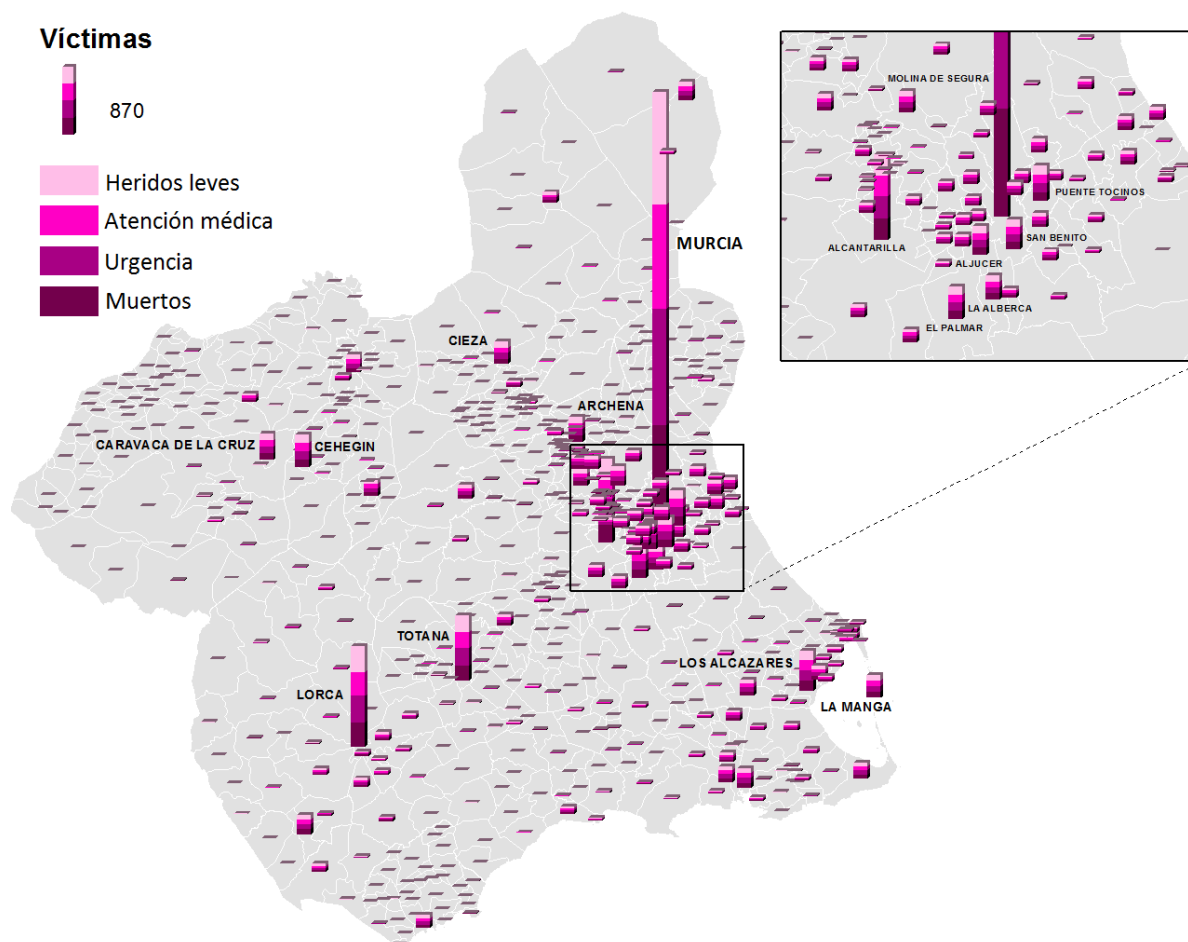 Víctimas
870
Heridos leves
Atención médica
Urgencia
Muertos
MURCIA
CIEZA
ARCHENA
CARAVACA DE LA CRUZ
CEHEGIN
TOTANA
LORCA
LOS ALCAZARES
LA MANGA
MOLINA DE SEGURA
PUENTE TOCINOS
ALCANTARILLA
SAN BENITO
ALJUCER
LA ALBERCA
EL PALMAR